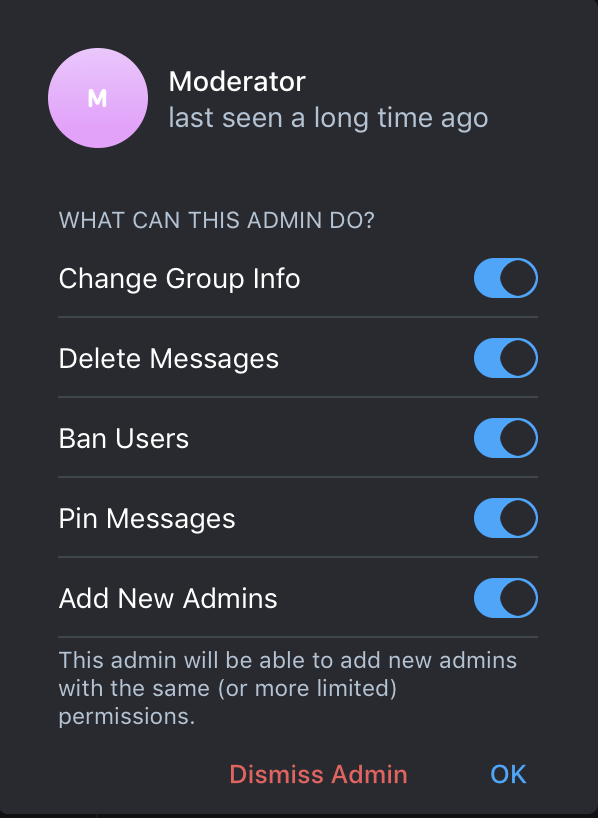 M
Moderator
last seen a long time ago
WHAT CAN THIS ADMIN DO?
Change Group Info
Delete Messages
Ban Users
Pin Messages
Add New Admins
This admin will be able to add new admins
with the same (or more limited)
permissions.
Dismiss Admin OK